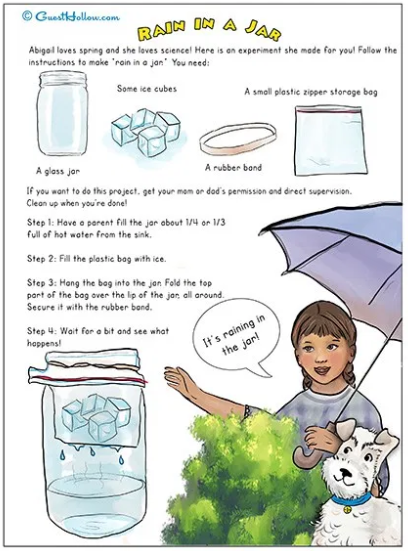 © GuestHollow.com
RAIN IN A JAR
Abigail loves spring and she loves science! Here is an experiment she made for you! Follow the
instructions to make "rain in a jar." You need:
Some ice cubes
A small plastic zipper storage bag
A glass jar
A rubber band
If you want to do this project, get your mom or dad's permission and direct supervision.
Clean up when you're done!
Step 1: Have a parent fill the jar about 1/4 or 1/3
full of hot water from the sink.
Step 2: Fill the plastic bag with ice.
Step 3: Hang the bag into the jar. Fold the top
part of the bag over the lip of the jar, all around.
Secure it with the rubber band.
Step 4: Wait for a bit and see what
happens!
It's raining in
the jar!